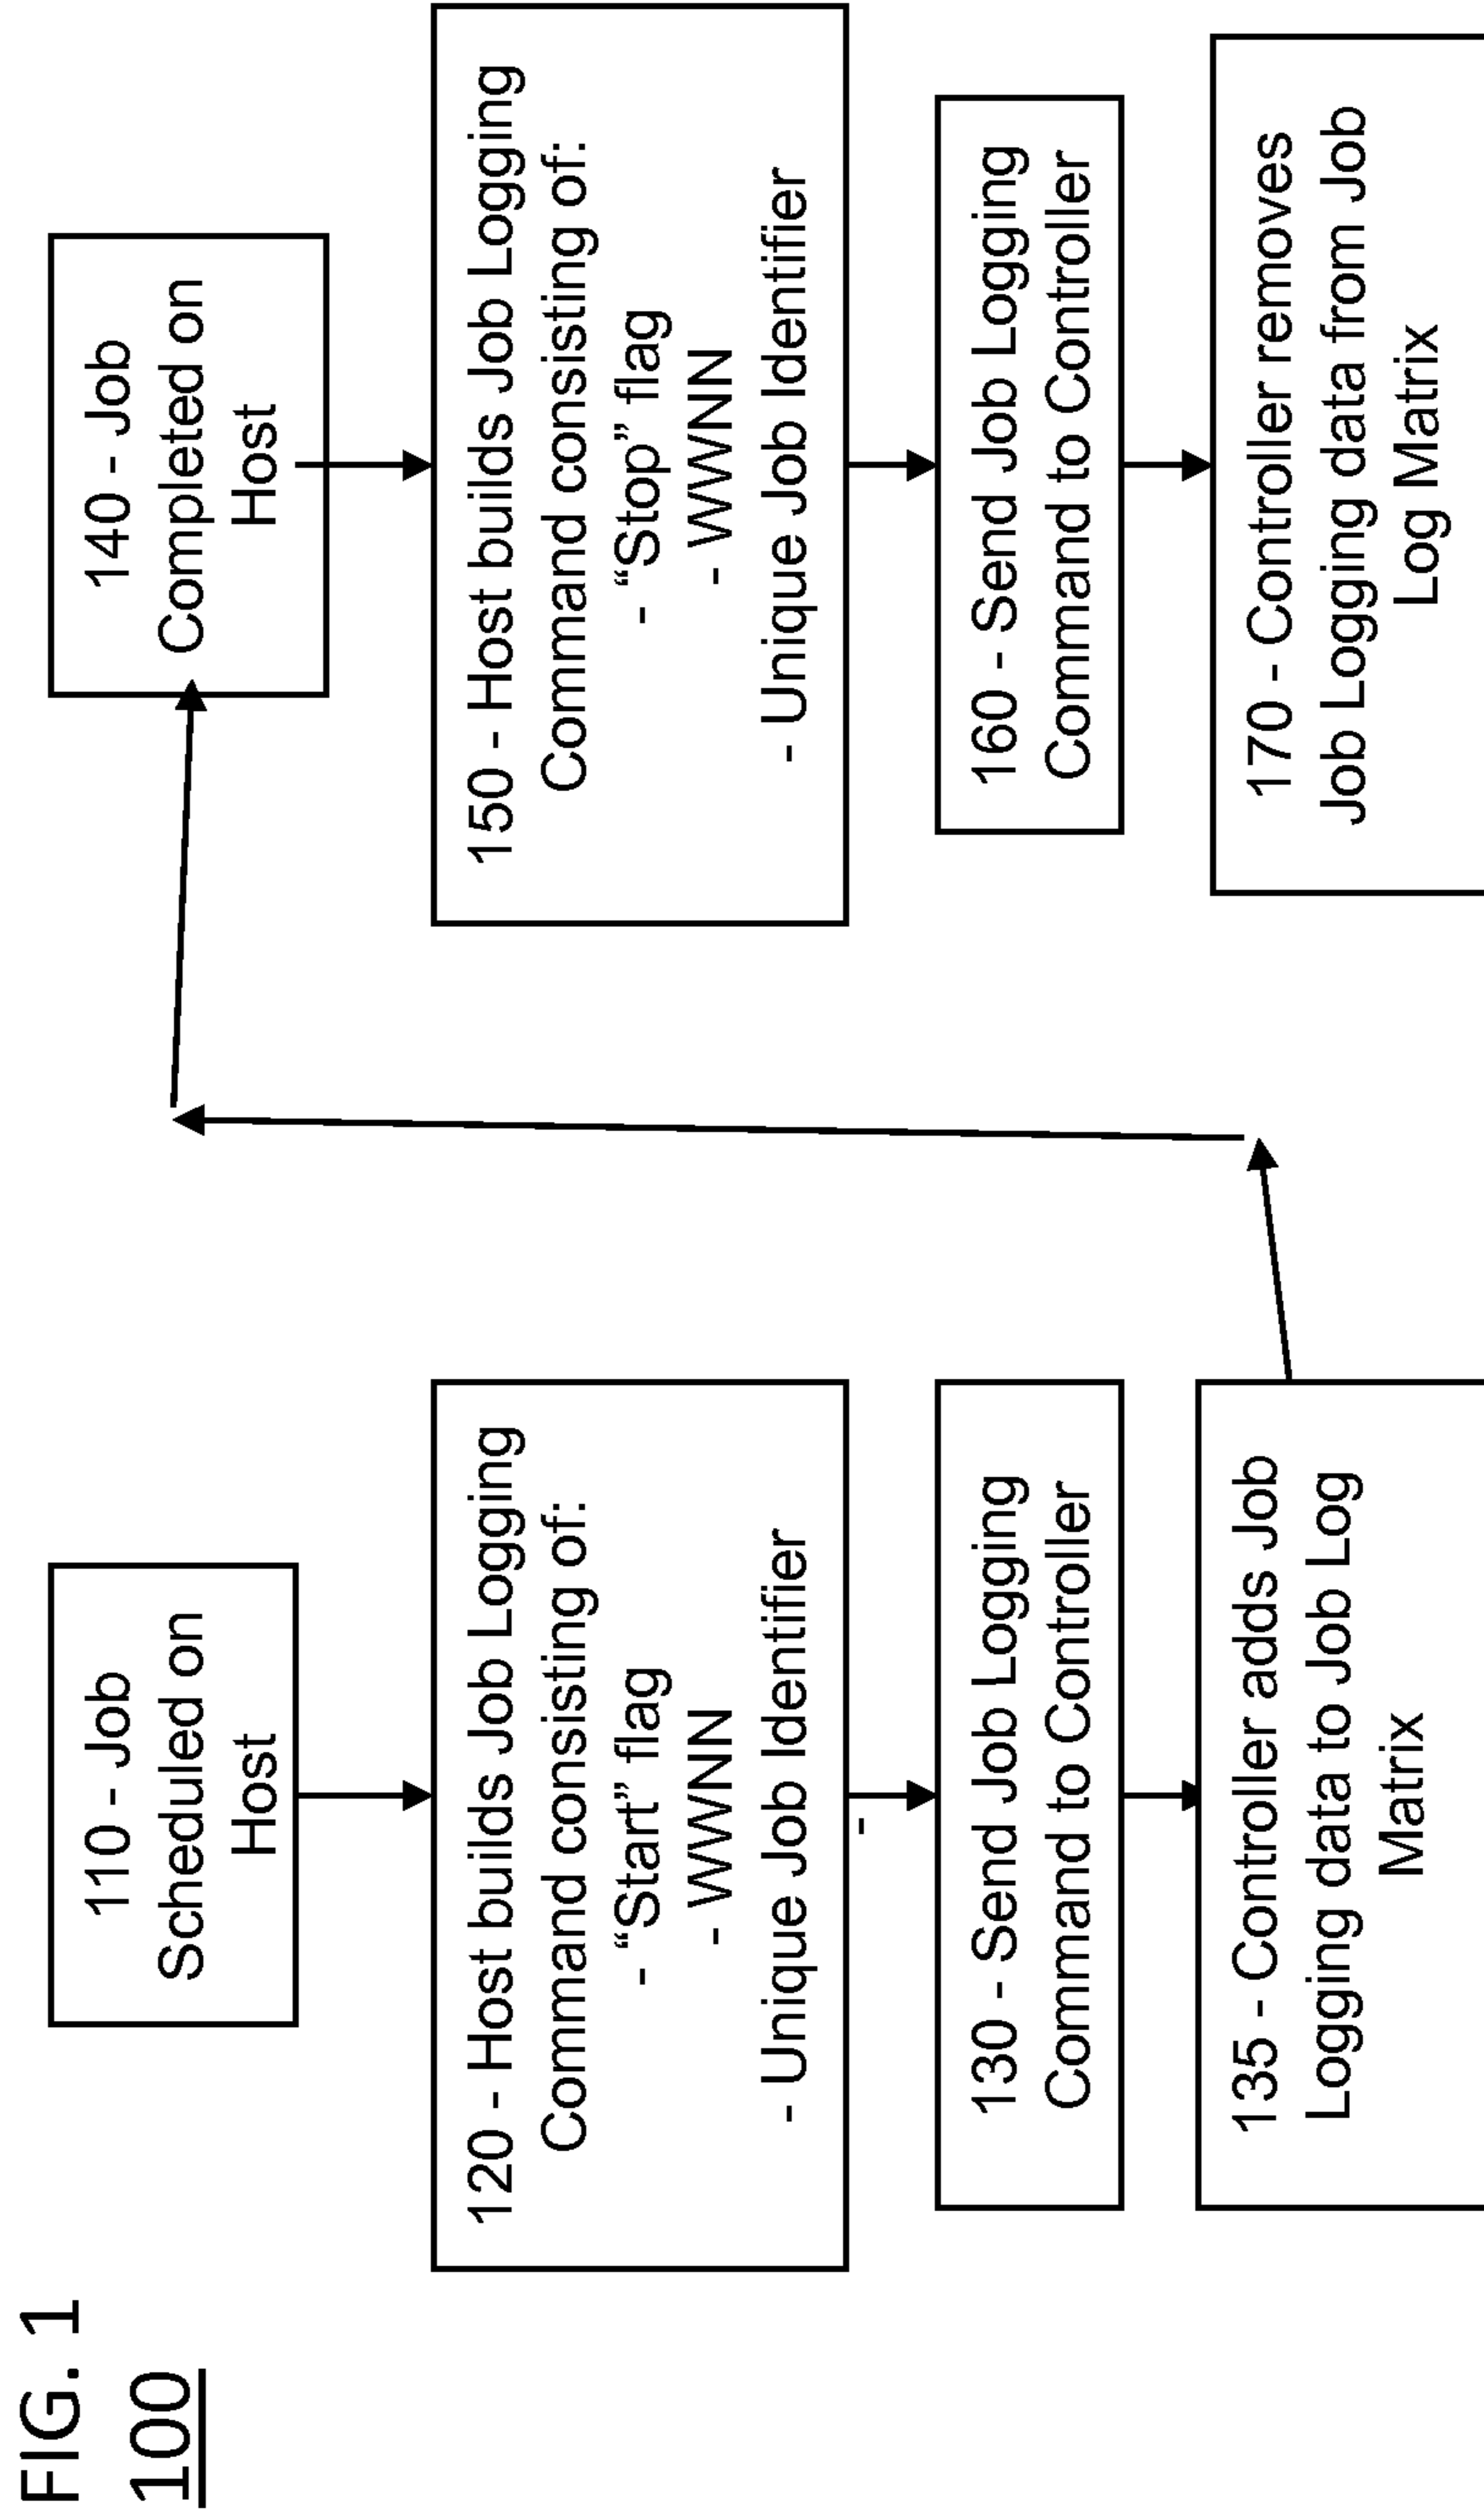 FIG. 1
100
110 - Job
Scheduled on
Host
120 - Host builds Job Logging
Command consisting of:
- “Start” flag
- WWNN
- Unique Job Identifier
-
130 - Send Job Logging
Command to Controller
135 - Controller adds Job
Logging data to Job Log
Matrix
140 - Job
Completed on
Host
150 - Host builds Job Logging
Command consisting of:
- “Stop” flag
- WWNN
- Unique Job Identifier
160 - Send Job Logging
Command to Controller
170 - Controller removes
Job Logging data from Job
Log Matrix